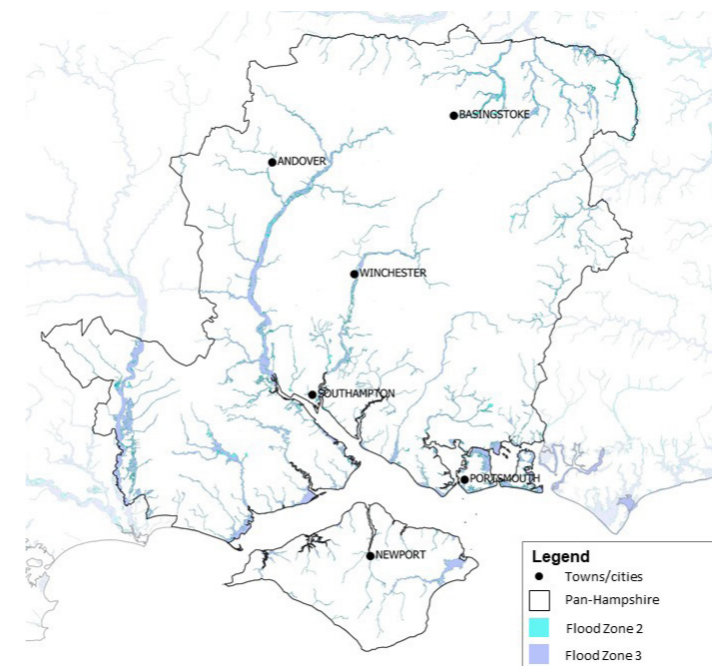 BASINGSTOKE
ANDOVER
WINCHESTER
SOUTHAMPTON
PORTSMOUTH
NEWPORT
Legend
Towns/cities
Pan-Hampshire
Flood Zone 2
Flood Zone 3